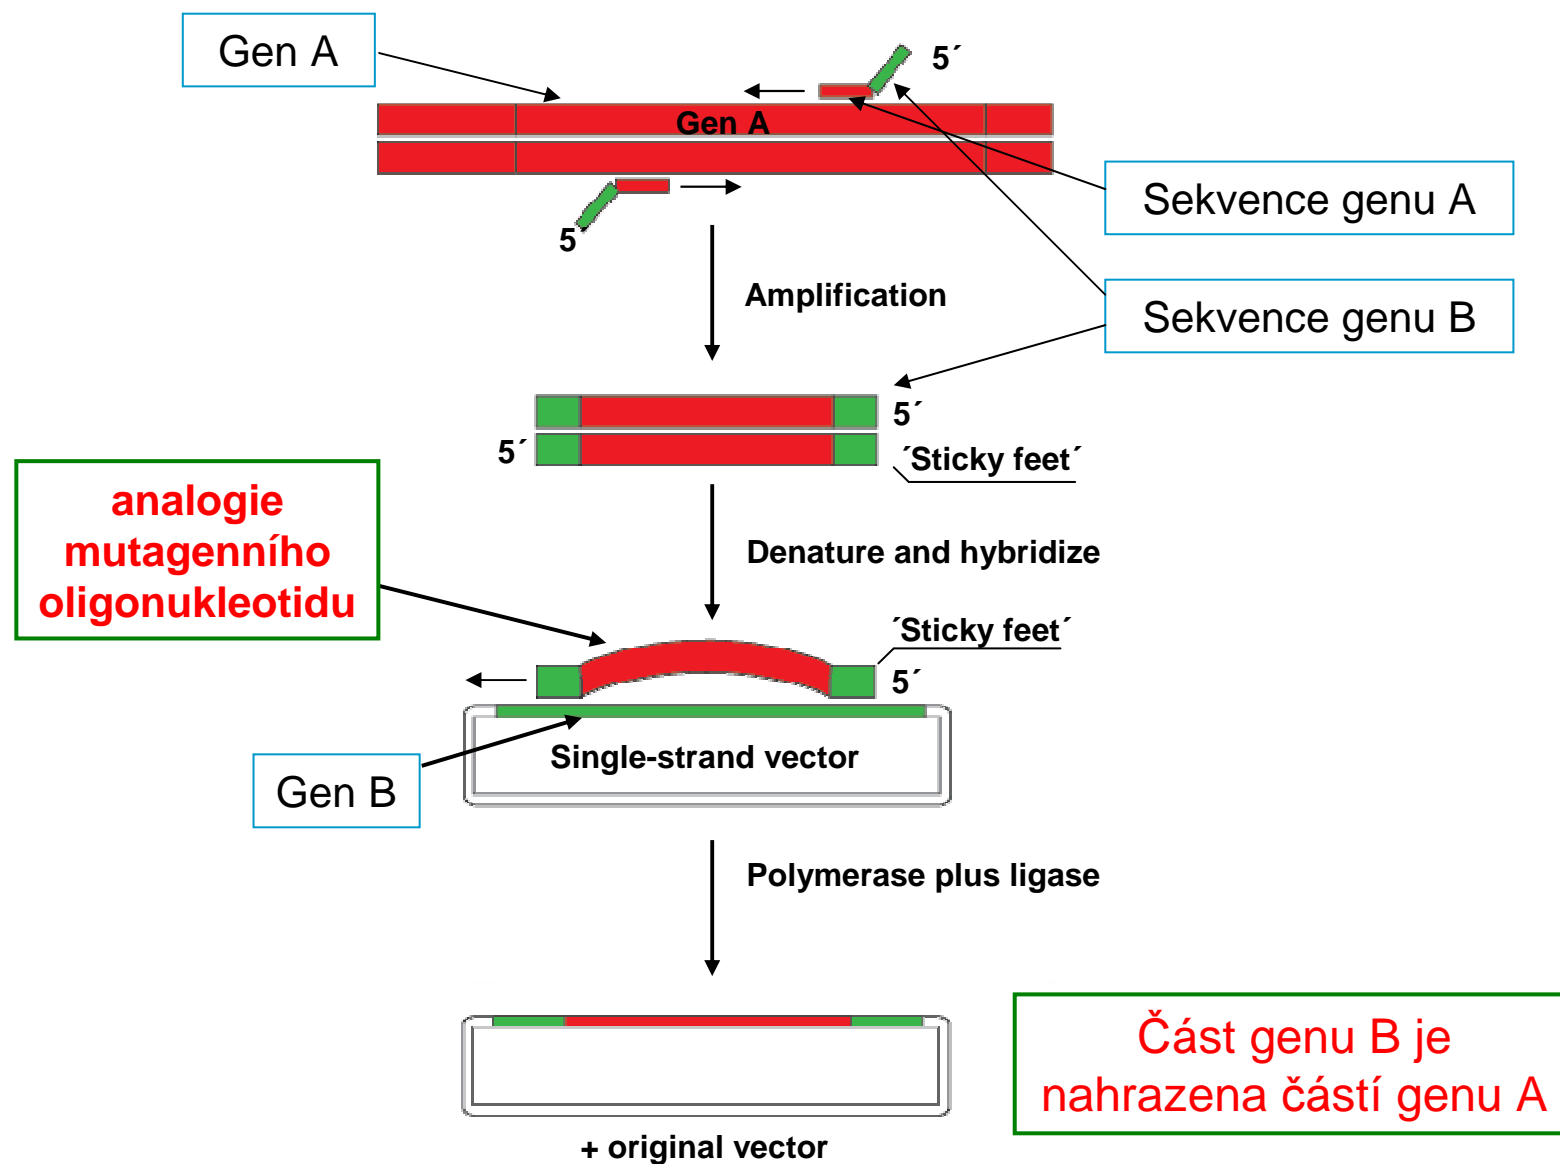 Gen A
5´
Gen A
Sekvence genu A
5
Amplification
Sekvence genu B
5´
5´
´Sticky feet´
analogie
mutagenního
oligonukleotidu
Denature and hybridize
´Sticky feet´
5´
Single-strand vector
Gen B
Polymerase plus ligase
Část genu B je
nahrazena částí genu A
+ original vector